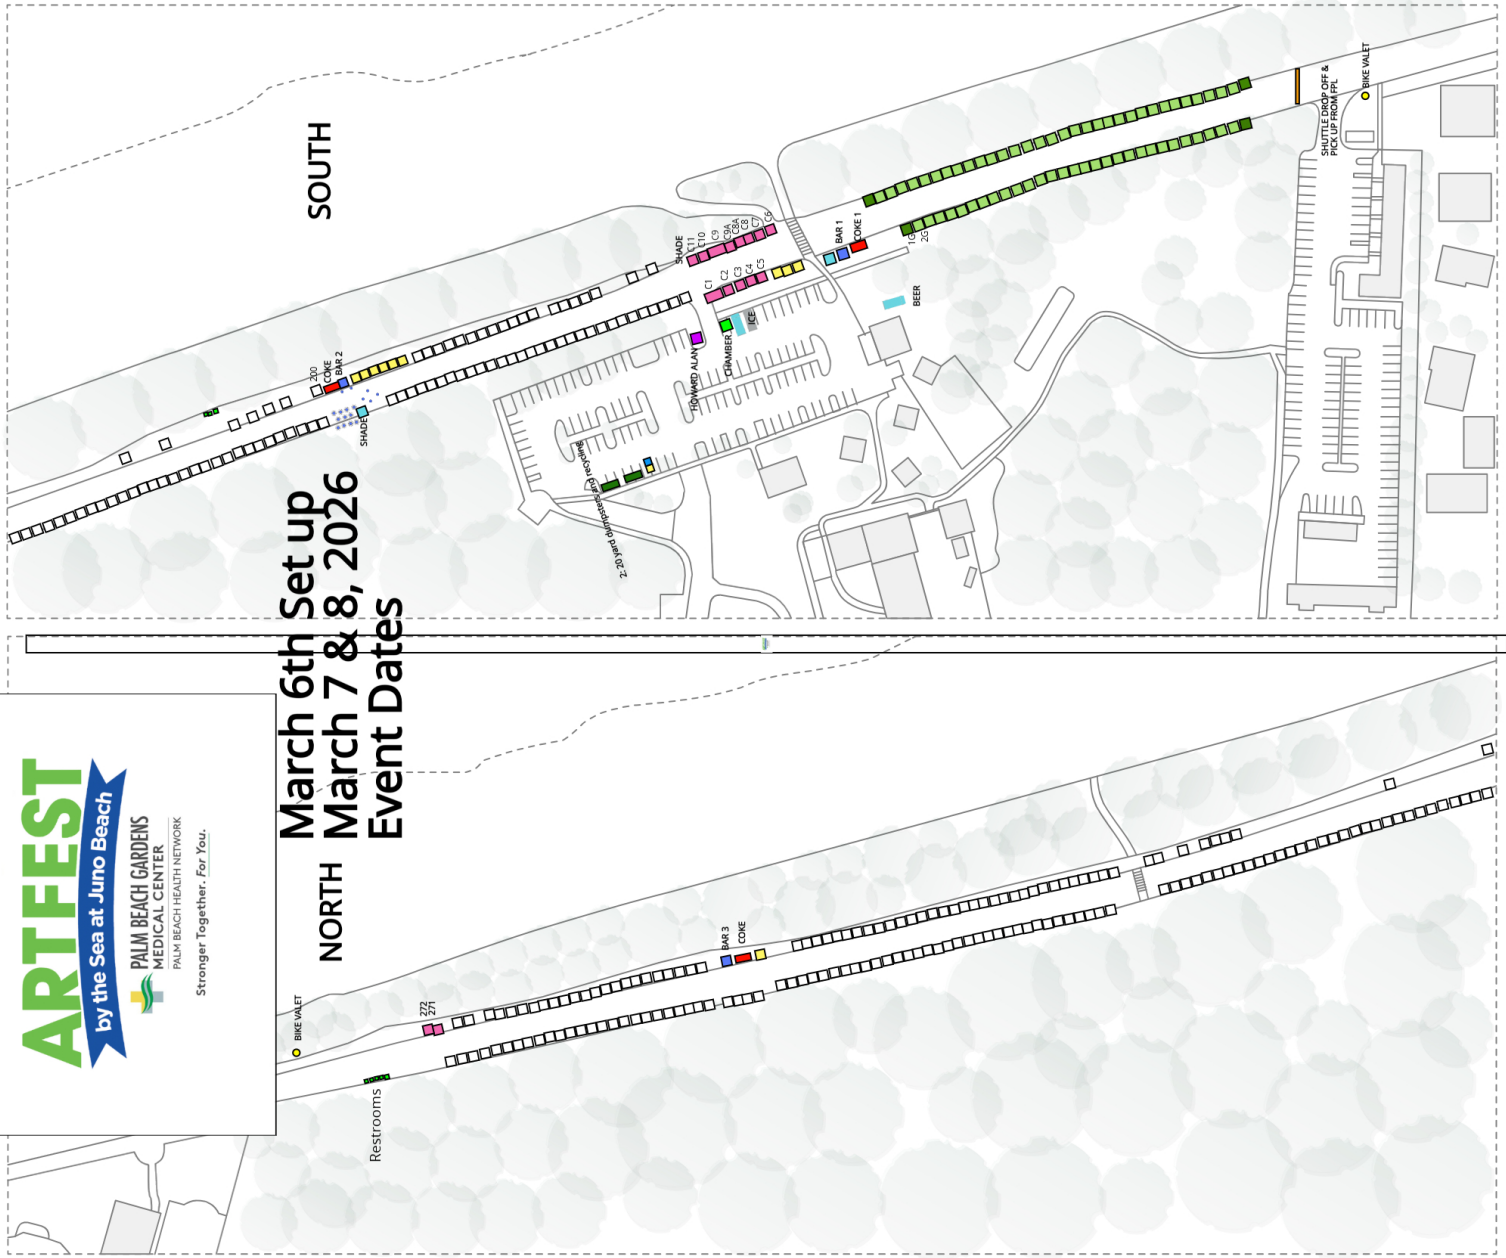 SOUTH
SHUTTLE DROP OFF &
PICK UP FROM FPL
BIKE VALET
SHADE
C11
C10
C9
C9A
C8A
C8
C7
C6
C1
C2
C3
C4
C5
BAR 1
COKE 1
1G
2G
BEER
ICE
CHAMBER
HOWARD ALAN
200
COKE
BAR 2
SHADE
2: 20 yard dumpsters and recycling
March 6th Set up
March 7 & 8, 2026
Event Dates
ARTFEST
by the Sea at Juno Beach
PALM BEACH GARDENS
MEDICAL CENTER
PALM BEACH HEALTH NETWORK
Stronger Together. For You.
NORTH
BIKE VALET
272
271
Restrooms
BAR 3
COKE